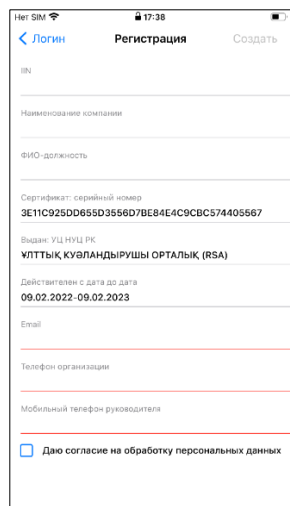 Нет SIM 17:38
Логин Регистрация Создать
IIN
Наименование компании
ФИО-должность
Сертификат: серийный номер
3E11C925DD655D3556D7BE84E4C9CBC574405567
Выдан: УЦ НУЦ РК
ҰЛТТЫҚ КУӘЛАНДЫРУШЫ ОРТАЛЫҚ (RSA)
Действителен с дата до дата
09.02.2022-09.02.2023
Email
Телефон организации
Мобильный телефон руководителя
Даю согласие на обработку персональных данных